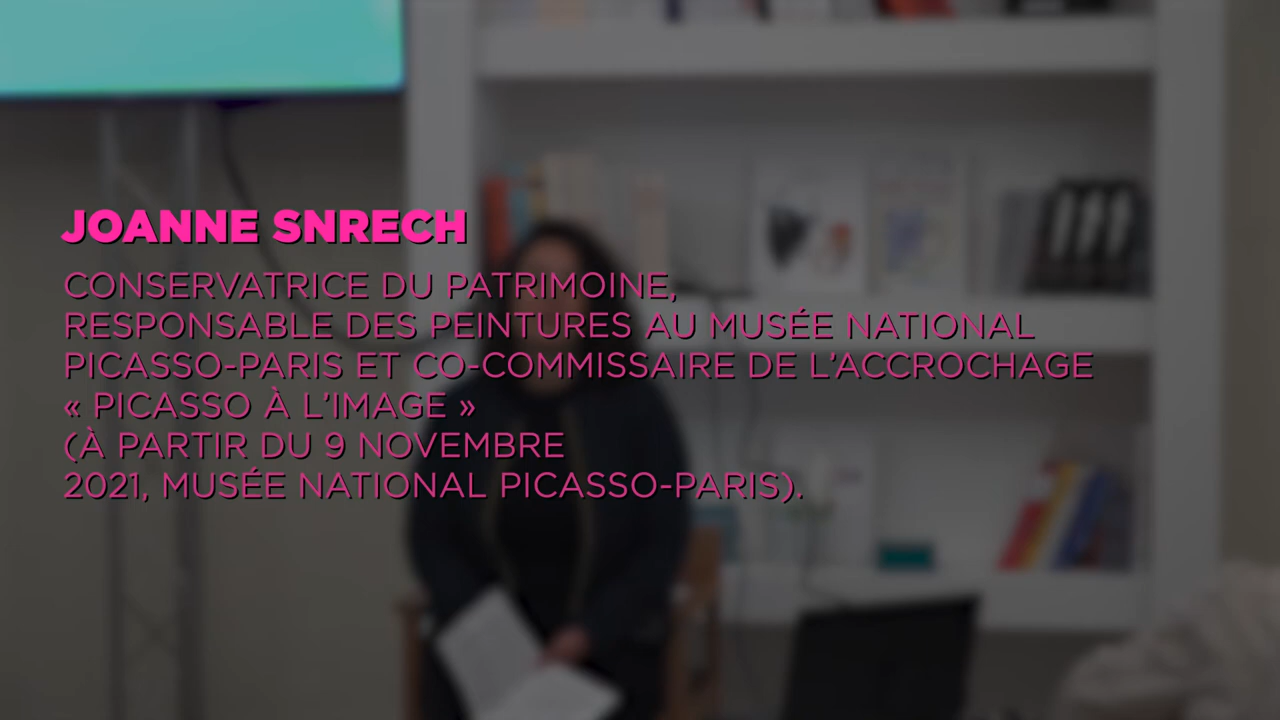 JOANNE SNRECH
CONSERVATRICE DU PATRIMOINE,
RESPONSABLE DES PEINTURES AU MUSÉE NATIONAL
PICASSO-PARIS ET CO-COMMISSAIRE DE L'ACCROCHAGE
« PICASSO À L'IMAGE »
(À PARTIR DU 9 NOVEMBRE
2021, MUSÉE NATIONAL PICASSO-PARIS).